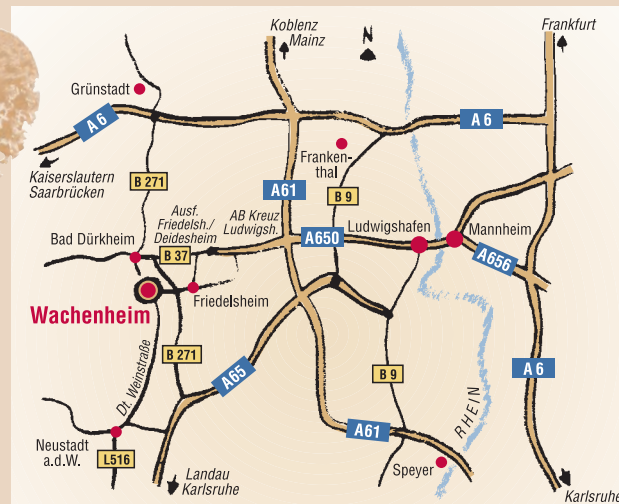 Koblenz
Mainz
N
Frankfurt
Grünstadt
A 6
A 6
Kaiserslautern
Saarbrücken
Franken-
thal
B 271
A61
B 9
Ausf.
Friedelsh./
Deidesheim
AB Kreuz
Ludwigsh.
A650
Ludwigshafen
Mannheim
Bad Dürkheim
B 37
A656
Wachenheim
Friedelsheim
Dt. Weinstraße
B 271
A65
B 9
A 6
RHEIN
A61
Neustadt
a.d.W.
L516
Landau
Karlsruhe
Speyer
Karlsruhe